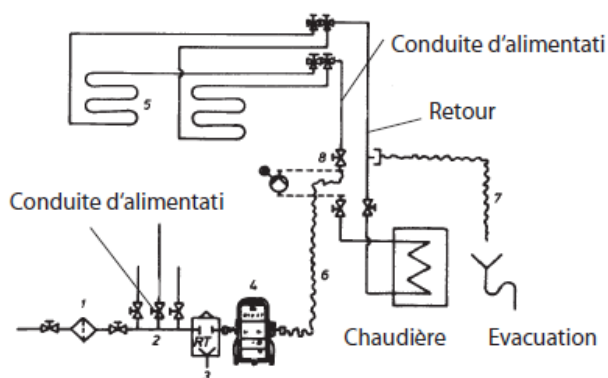 Conduite d'alimentati
Retour
5
8
7
Conduite d'alimentati
4
6
1
2
RT
3
Chaudière
Evacuation